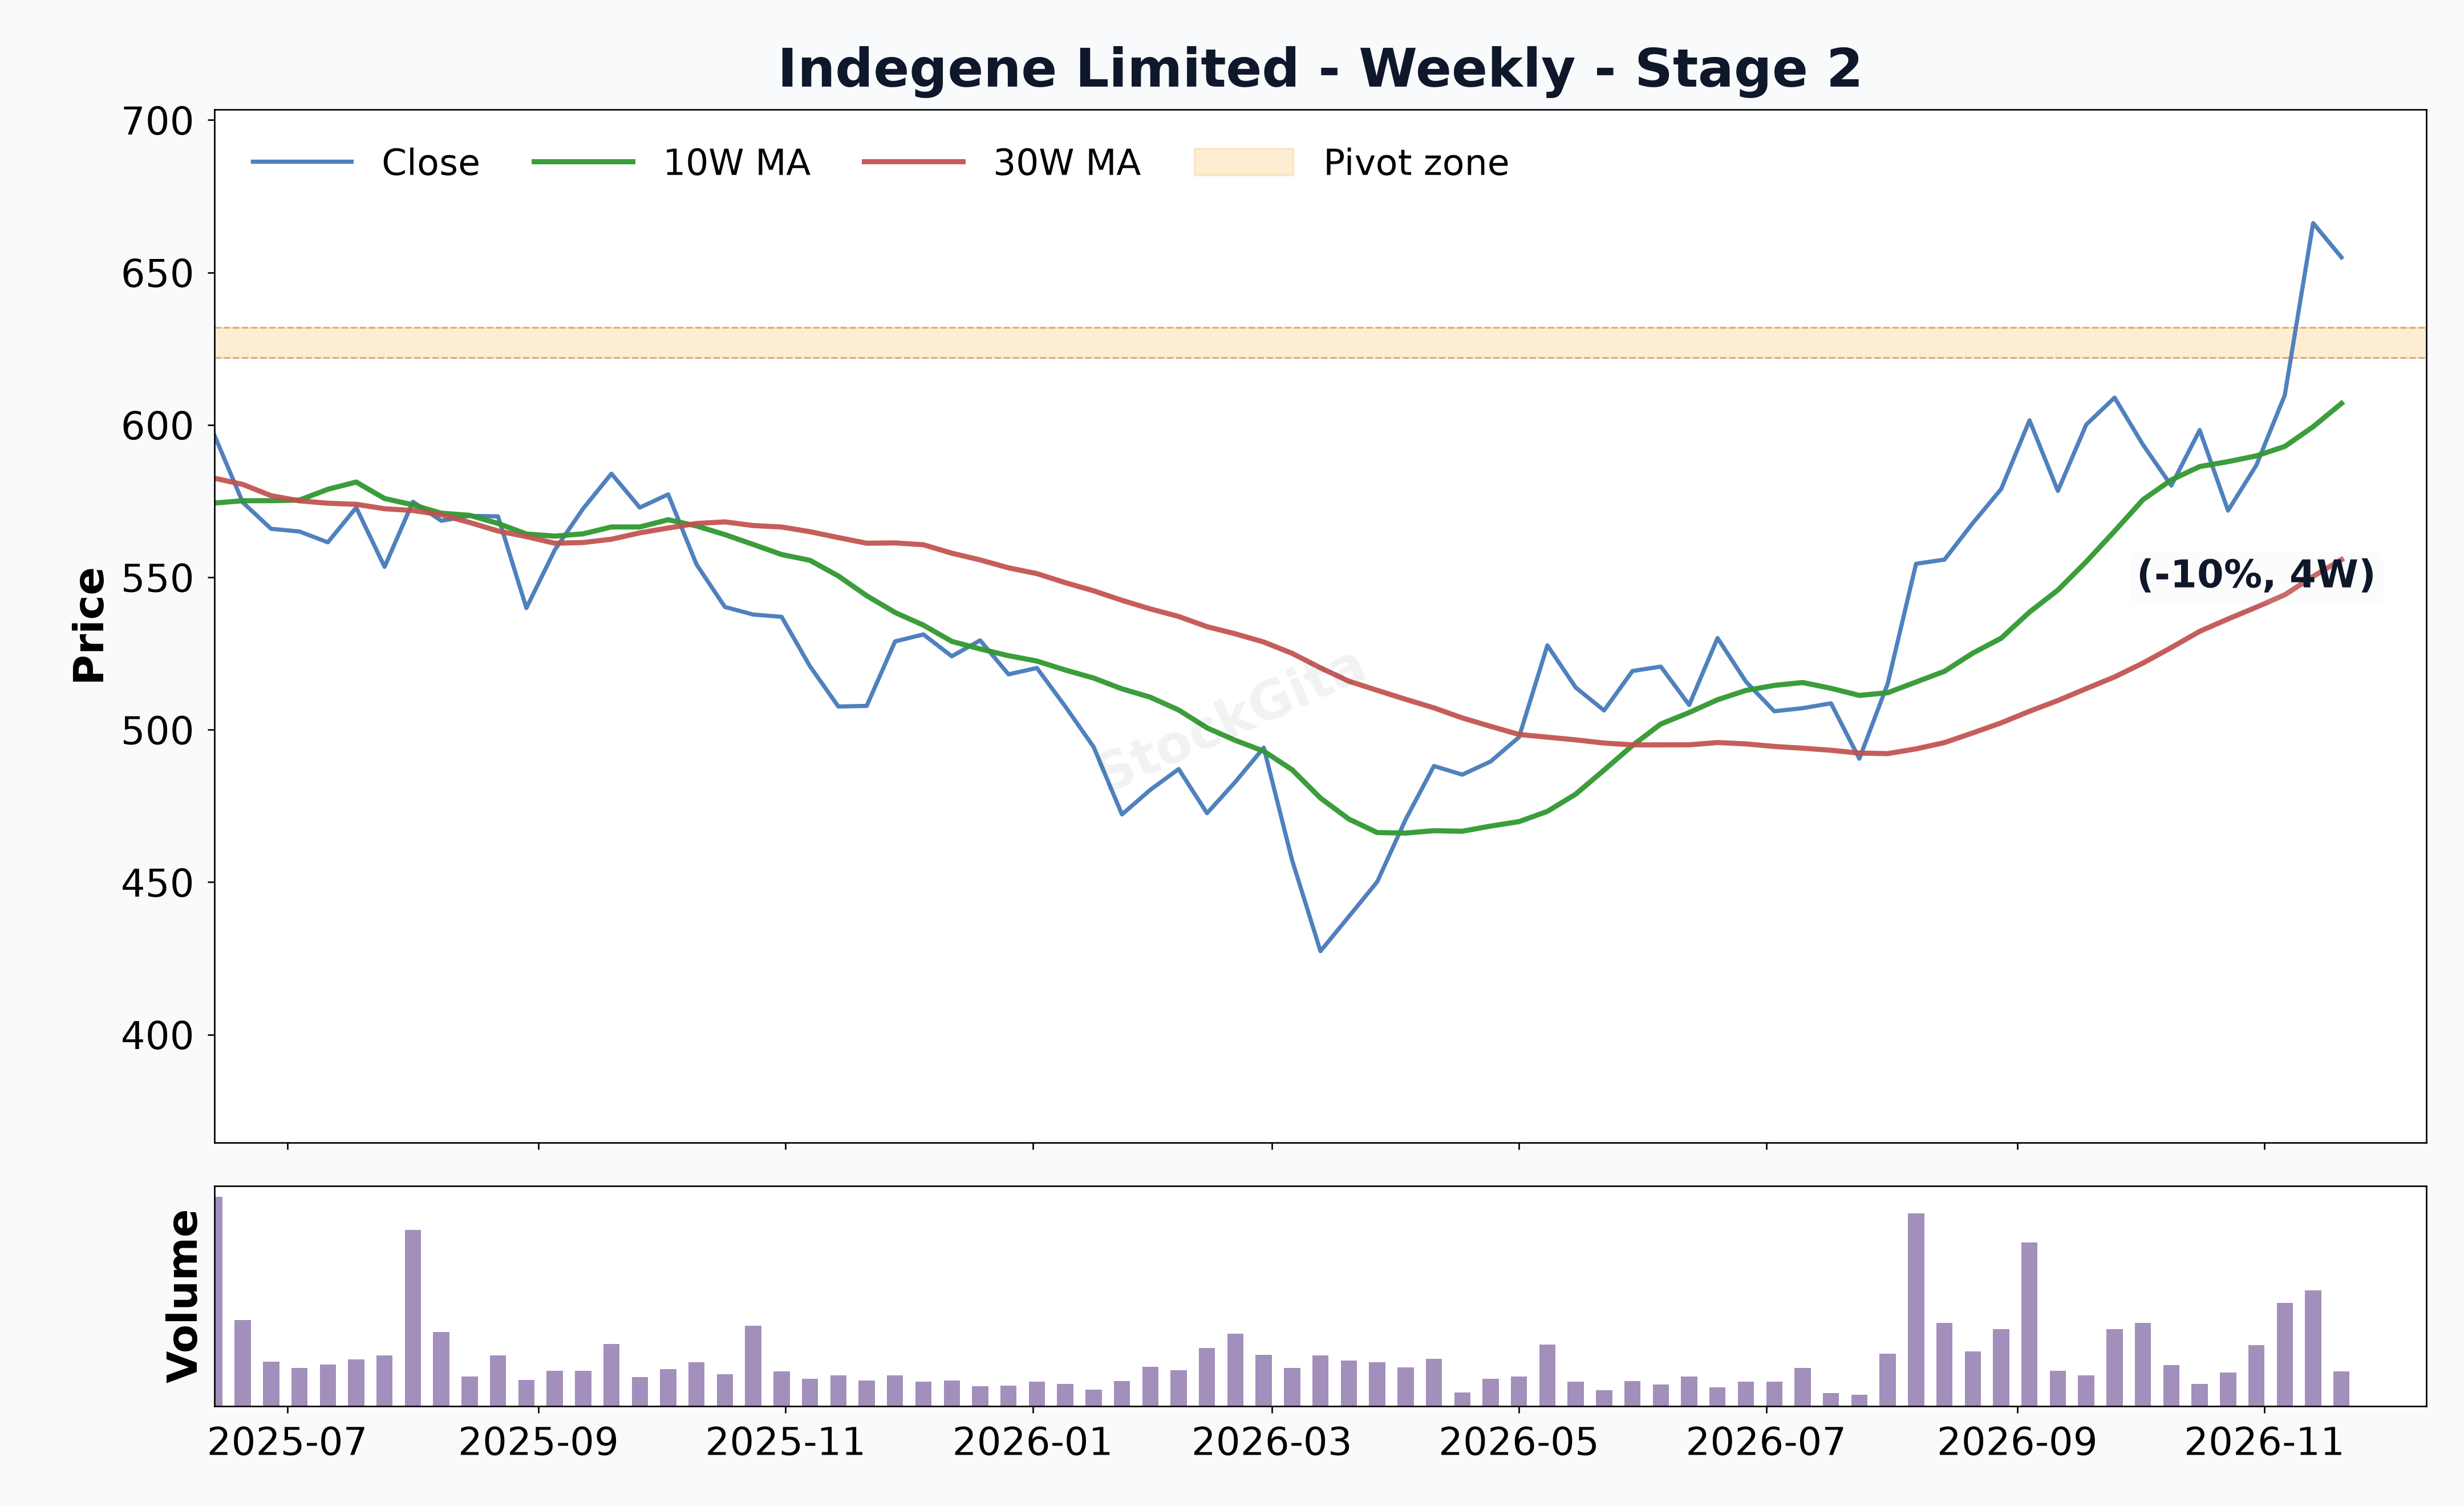 Indegene Limited - Weekly - Stage 2
Close 10W MA 30W MA Pivot zone
700
650
600
550
500
450
400
Price
(-10%, 4W)
StockGita
Volume
2025-07 2025-09 2025-11 2026-01 2026-03 2026-05 2026-07 2026-09 2026-11